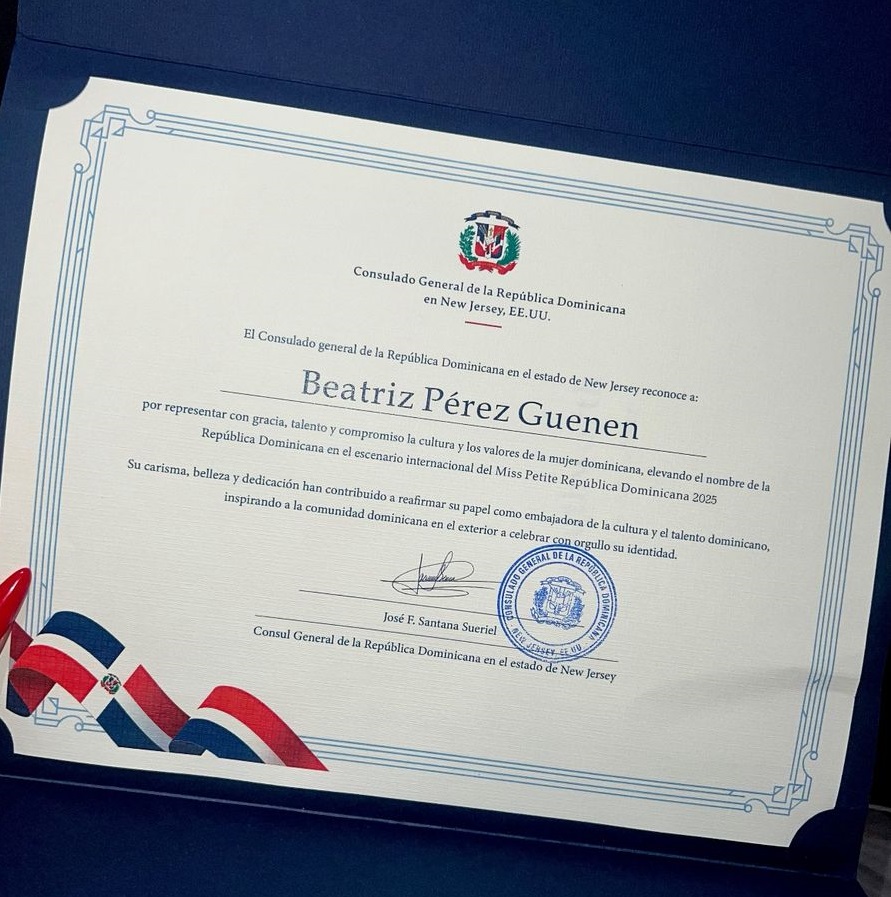 Consulado General de la República Dominicana
en New Jersey, EE.UU.
El Consulado general de la República Dominicana en el estado de New Jersey reconoce a:
Beatriz Pérez Guenen
por representar con gracia, talento y compromiso la cultura y los valores de la mujer dominicana, elevando el nombre de la
República Dominicana en el escenario internacional del Miss Petite República Dominicana 2025
Su carisma, belleza y dedicación han contribuido a reafirmar su papel como embajadora de la cultura y el talento dominicano,
inspirando a la comunidad dominicana en el exterior a celebrar con orgullo su identidad.
José F. Santana Sueriel
Consul General de la República Dominicana en el estado de New Jersey
CONSULADO GENERAL DE LA REPÚBLICA DOMINICANA
NEW JERSEY, EE.UU.